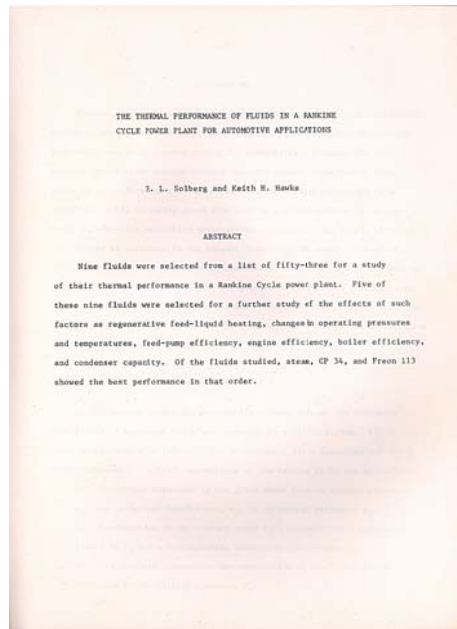 THE THERMAL PERFORMANCE OF FLUIDS IN A RANKINE
CYCLE POWER PLANT FOR AUTOMOTIVE APPLICATIONS
L. Solberg and Keith H. Hawks
ABSTRACT
Nine fluids were selected from a list of fifty-three for a study
of their thermal performance in a Rankine Cycle power plant. Five of
these nine fluids were selected for a further study of the effects of such
factors as regenerative feed-liquid heating, changes in operating pressures
and temperatures, feed-pump efficiency, engine efficiency, boiler efficiency,
and condenser capacity. Of the fluids studied, steam, CP 34, and Freon 113
showed the best performance in that order.